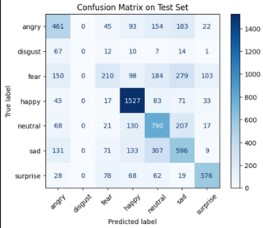 Confusion Matrix on Test Set
angry 461 0 45 93 154 183 22
disgust 67 0 12 10 7 14 1
fear 150 0 210 98 184 279 103
happy 43 0 17 1527 83 71 33
neutral 68 0 21 130 790 207 17
sad 131 0 71 133 307 596 9
surprise 28 0 78 68 62 19 576
angry disgust fear happy neutral sad surprise
True label
Predicted label
1400
1200
1000
800
600
400
200
0